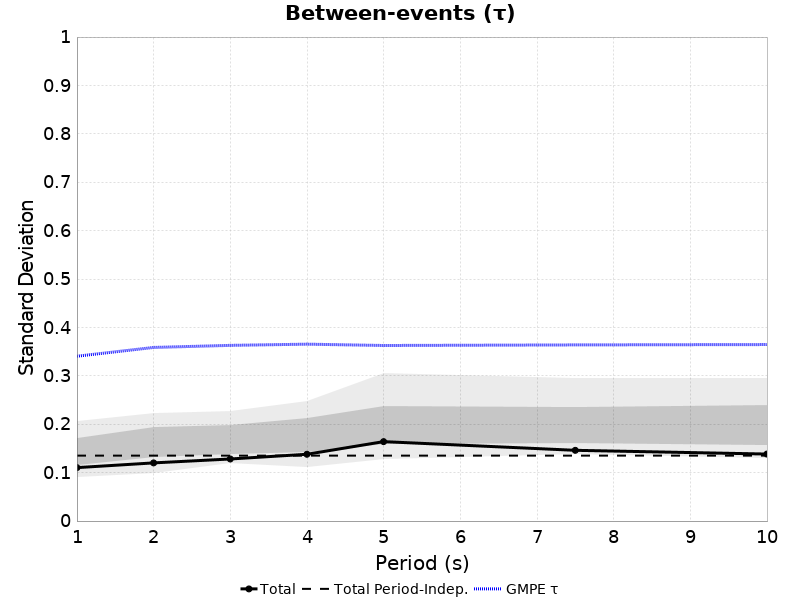 Between-events (τ)
1
0.9
0.8
0.7
0.6
0.5
0.4
0.3
0.2
0.1
0
Standard Deviation
1 2 3 4 5 6 7 8 9 10
Period (s)
Total Total Period-Indep. GMPE τ